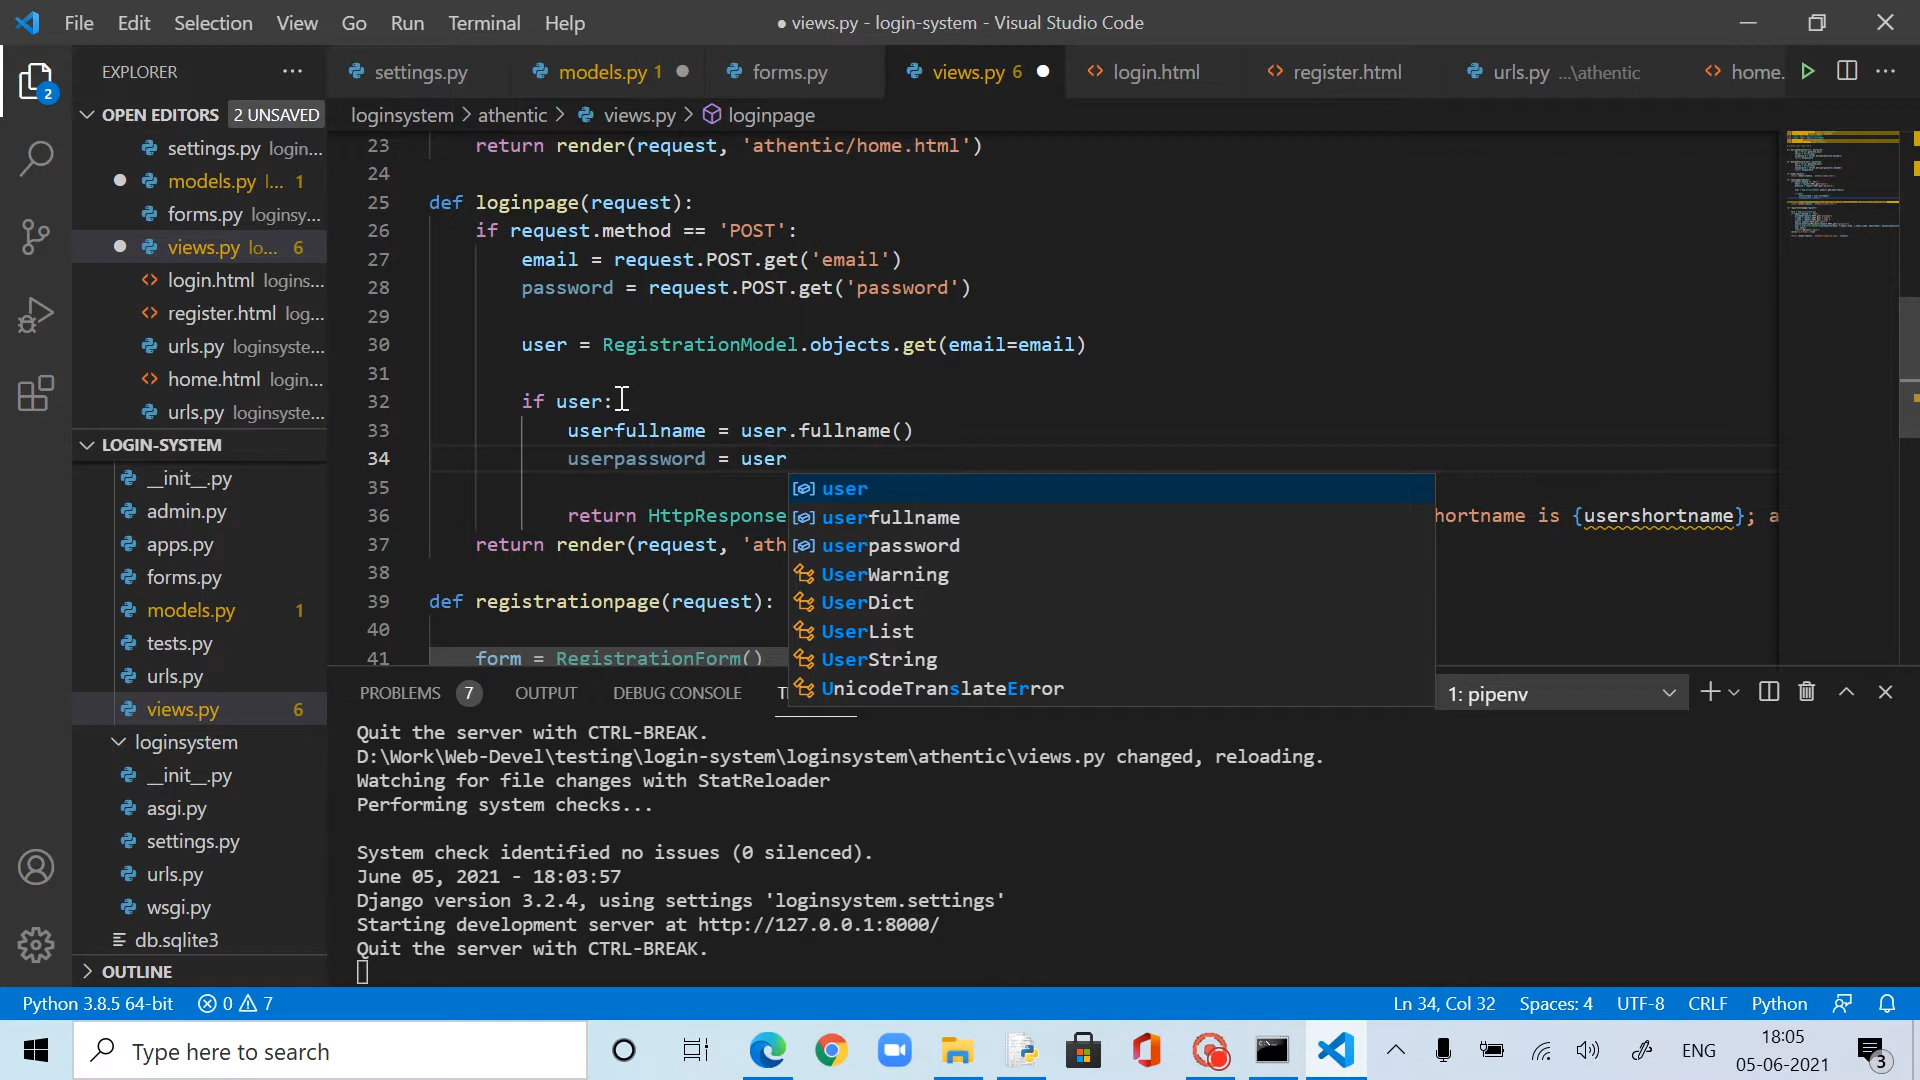 File Edit Selection View Go Run Terminal Help
● views.py - login-system - Visual Studio Code
EXPLORER
settings.py
models.py 1
forms.py
views.py 6
login.html
register.html
urls.py ...\athentic
home.
OPEN EDITORS 2 UNSAVED
settings.py login...
models.py l... 1
forms.py loginsy...
views.py lo... 6
login.html logins...
register.html log...
urls.py loginsyste...
home.html login...
urls.py loginsyste...
LOGIN-SYSTEM
__init__.py
admin.py
apps.py
forms.py
models.py 1
tests.py
urls.py
views.py 6
loginsystem
__init__.py
asgi.py
settings.py
urls.py
wsgi.py
db.sqlite3
OUTLINE
loginsystem > athentic > views.py > loginpage
23 return render(request, 'athentic/home.html')
24
25 def loginpage(request):
26 if request.method == 'POST':
27 email = request.POST.get('email')
28 password = request.POST.get('password')
29
30 user = RegistrationModel.objects.get(email=email)
31
32 if user:
33 userfullname = user.fullname()
34 userpassword = user
35
36 return HttpResponse hortname is {usershortname}; a
37 return render(request, 'ath
38
39 def registrationpage(request):
40
41 form = RegistrationForm()
user
userfullname
userpassword
UserWarning
UserDict
UserList
UserString
UnicodeTranslateError
PROBLEMS 7 OUTPUT DEBUG CONSOLE T
1: pipenv
Quit the server with CTRL-BREAK.
D:\Work\Web-Devel\testing\login-system\loginsystem\athentic\views.py changed, reloading.
Watching for file changes with StatReloader
Performing system checks...
System check identified no issues (0 silenced).
June 05, 2021 - 18:03:57
Django version 3.2.4, using settings 'loginsystem.settings'
Starting development server at http://127.0.0.1:8000/
Quit the server with CTRL-BREAK.
2
Python 3.8.5 64-bit 0 7
Ln 34, Col 32 Spaces: 4 UTF-8 CRLF Python
Type here to search
ENG
18:05
05-06-2021
3